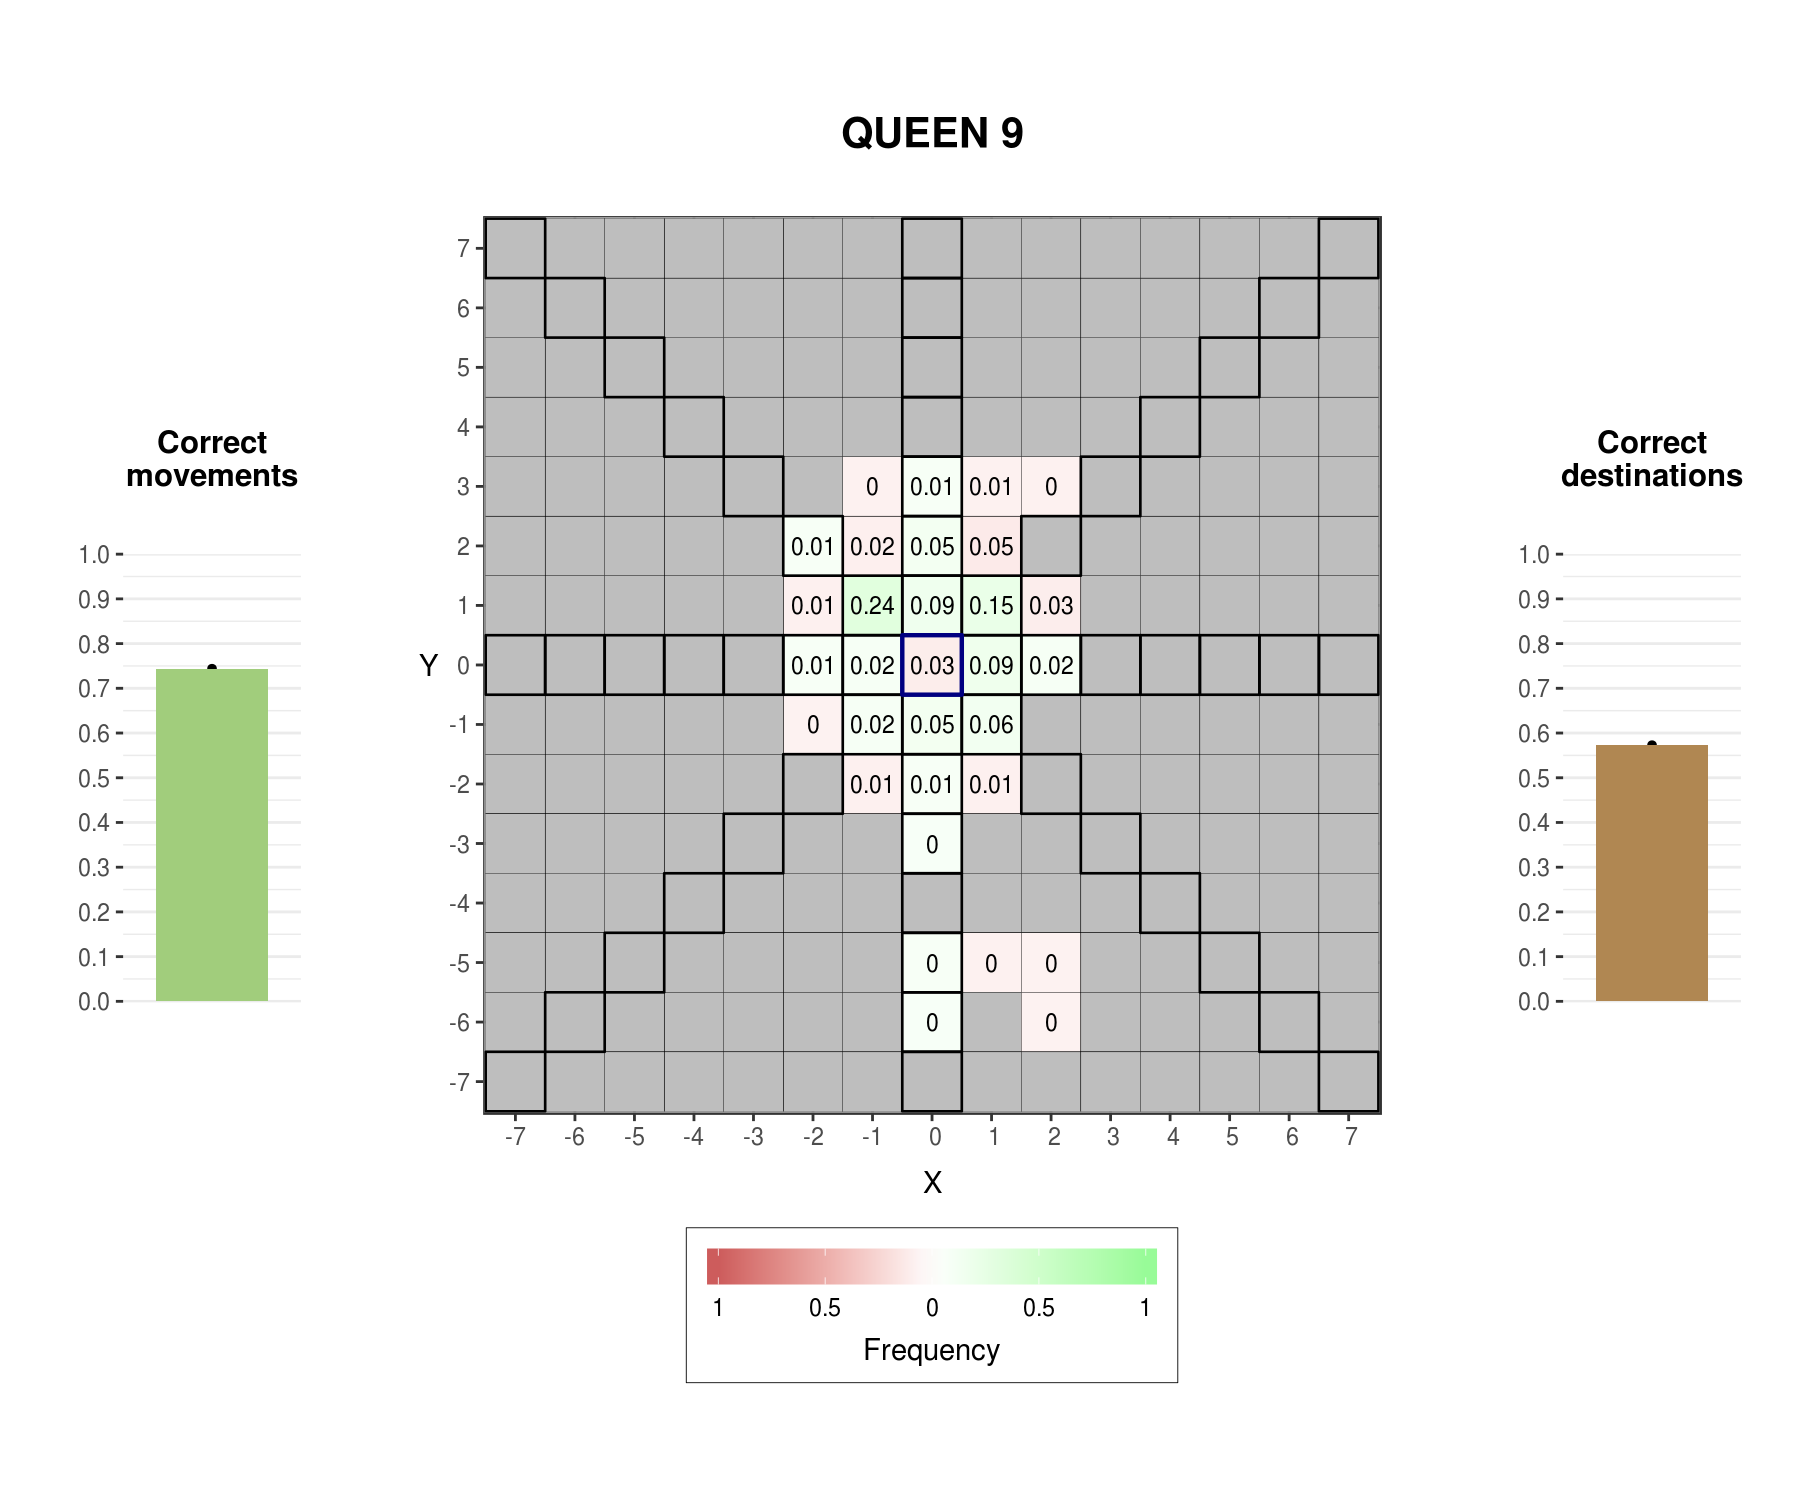 QUEEN 9
Correct
movements
1.0
0.9
0.8
0.7
0.6
0.5
0.4
0.3
0.2
0.1
0.0
Y
7
6
5
4
3 0 0.01 0.01 0
2 0.01 0.02 0.05 0.05
1 0.01 0.24 0.09 0.15 0.03
0 0.01 0.02 0.03 0.09 0.02
-1 0 0.02 0.05 0.06
-2 0.01 0.01 0.01
-3 0
-4
-5 0 0 0
-6 0 0
-7
-7 -6 -5 -4 -3 -2 -1 0 1 2 3 4 5 6 7
X
1 0.5 0 0.5 1
Frequency
Correct
destinations
1.0
0.9
0.8
0.7
0.6
0.5
0.4
0.3
0.2
0.1
0.0